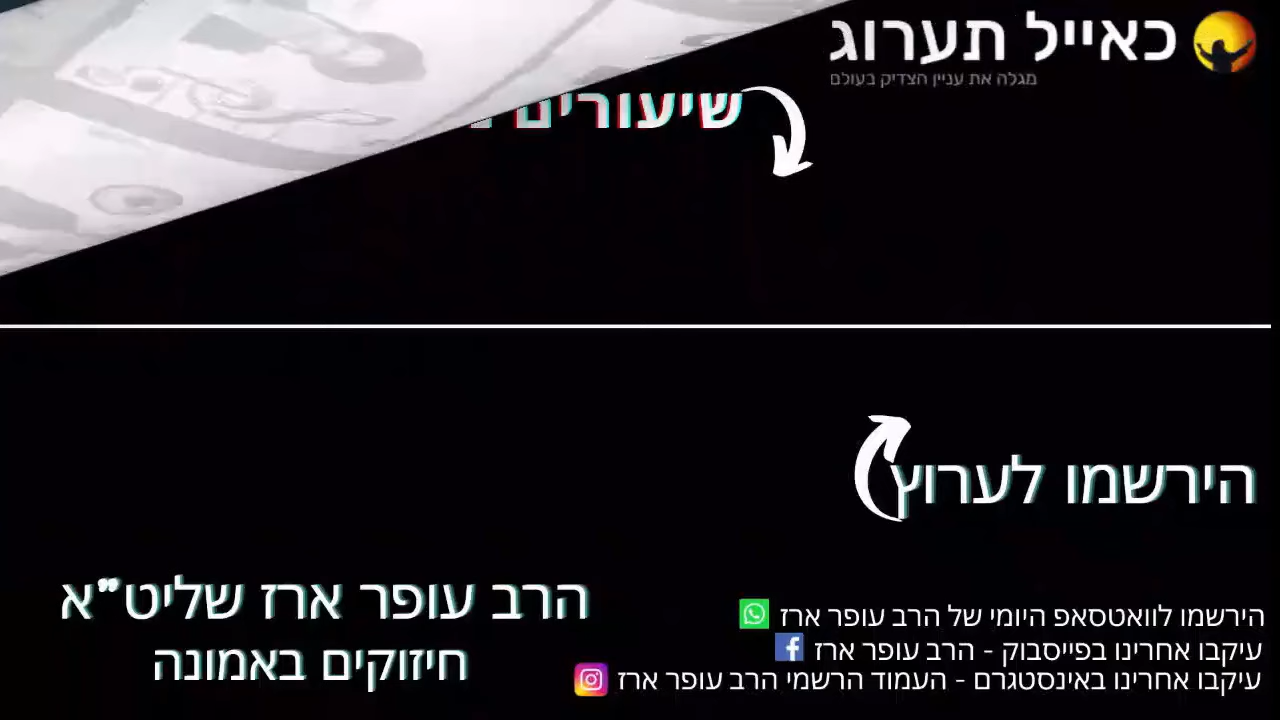 כאייל תערוג
מגלה את עניין הצדיק בעולם
שיעורים
הירשמו לערוץ
הרב עופר ארז שליט"א
חיזוקים באמונה
הירשמו לוואטסאפ היומי של הרב עופר ארז
עיקבו אחרינו בפייסבוק - הרב עופר ארז
עיקבו אחרינו באינסטגרם - העמוד הרשמי הרב עופר ארז